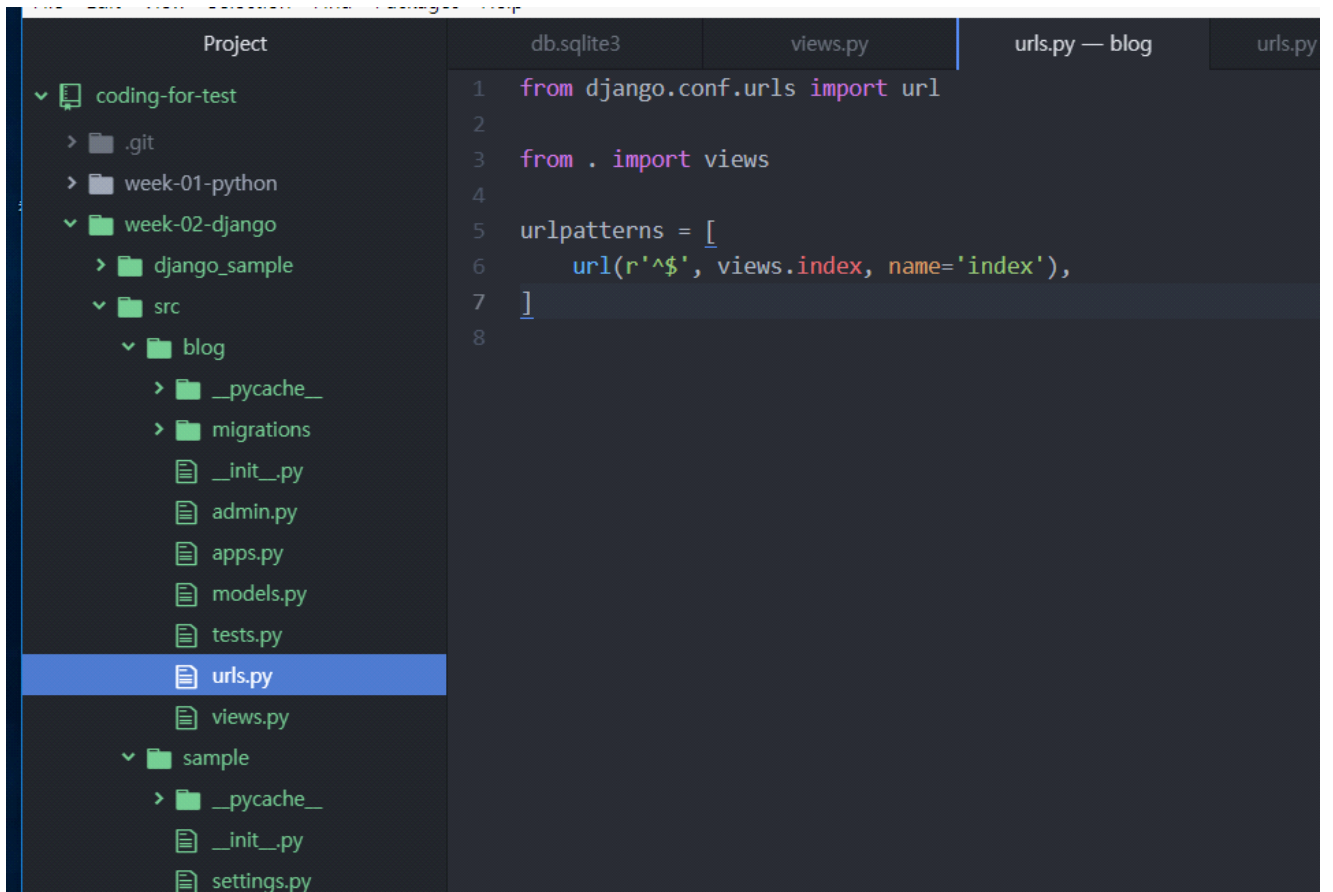 Project
coding-for-test
.git
week-01-python
week-02-django
django_sample
src
blog
__pycache__
migrations
__init__.py
admin.py
apps.py
models.py
tests.py
urls.py
views.py
sample
__pycache__
__init__.py
settings.py
db.sqlite3 views.py urls.py — blog urls.py
1 from django.conf.urls import url
2
3 from . import views
4
5 urlpatterns = [
6 url(r'^$', views.index, name='index'),
7 ]
8